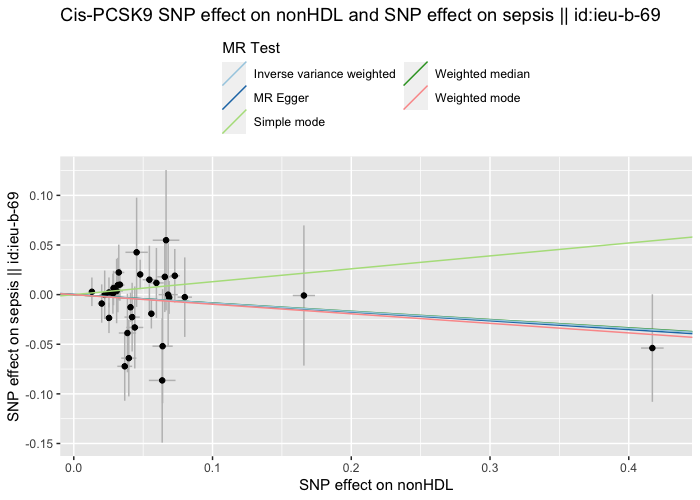 Cis-PCSK9 SNP effect on nonHDL and SNP effect on sepsis || id:ieu-b-69
MR Test
Inverse variance weighted
Weighted median
MR Egger
Weighted mode
Simple mode
0.10
0.05
0.00
-0.05
-0.10
-0.15
SNP effect on sepsis || id:ieu-b-69
0.0
0.1
0.2
0.3
0.4
SNP effect on nonHDL